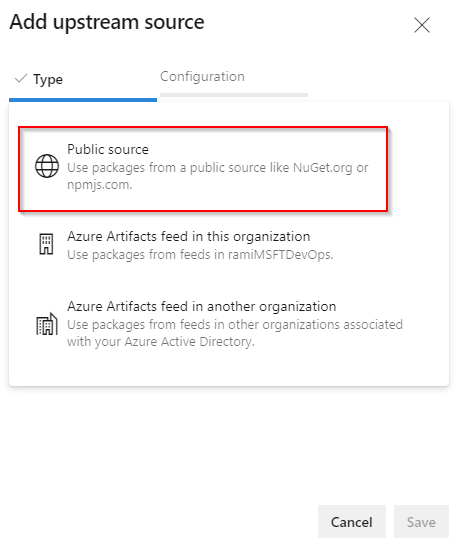 Add upstream source
Type
Configuration
Public source
Use packages from a public source like NuGet.org or
npmjs.com.
Azure Artifacts feed in this organization
Use packages from feeds in ramiMSFTDevOps.
Azure Artifacts feed in another organization
Use packages from feeds in other organizations associated
with your Azure Active Directory.
Cancel
Save